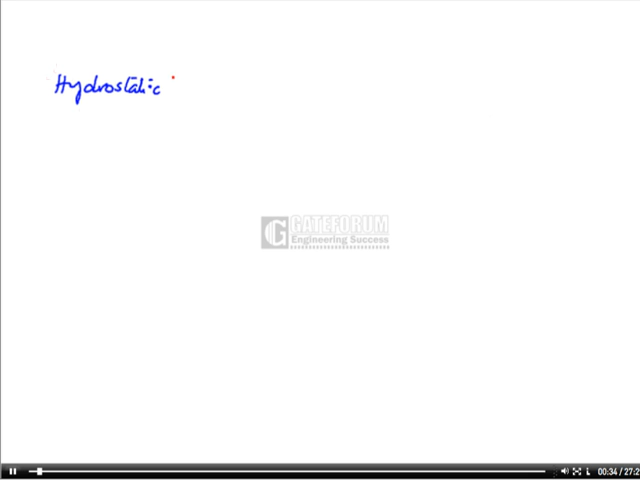 Hydrostatic
GATEFORUM
Engineering Success
00:34 / 27:2